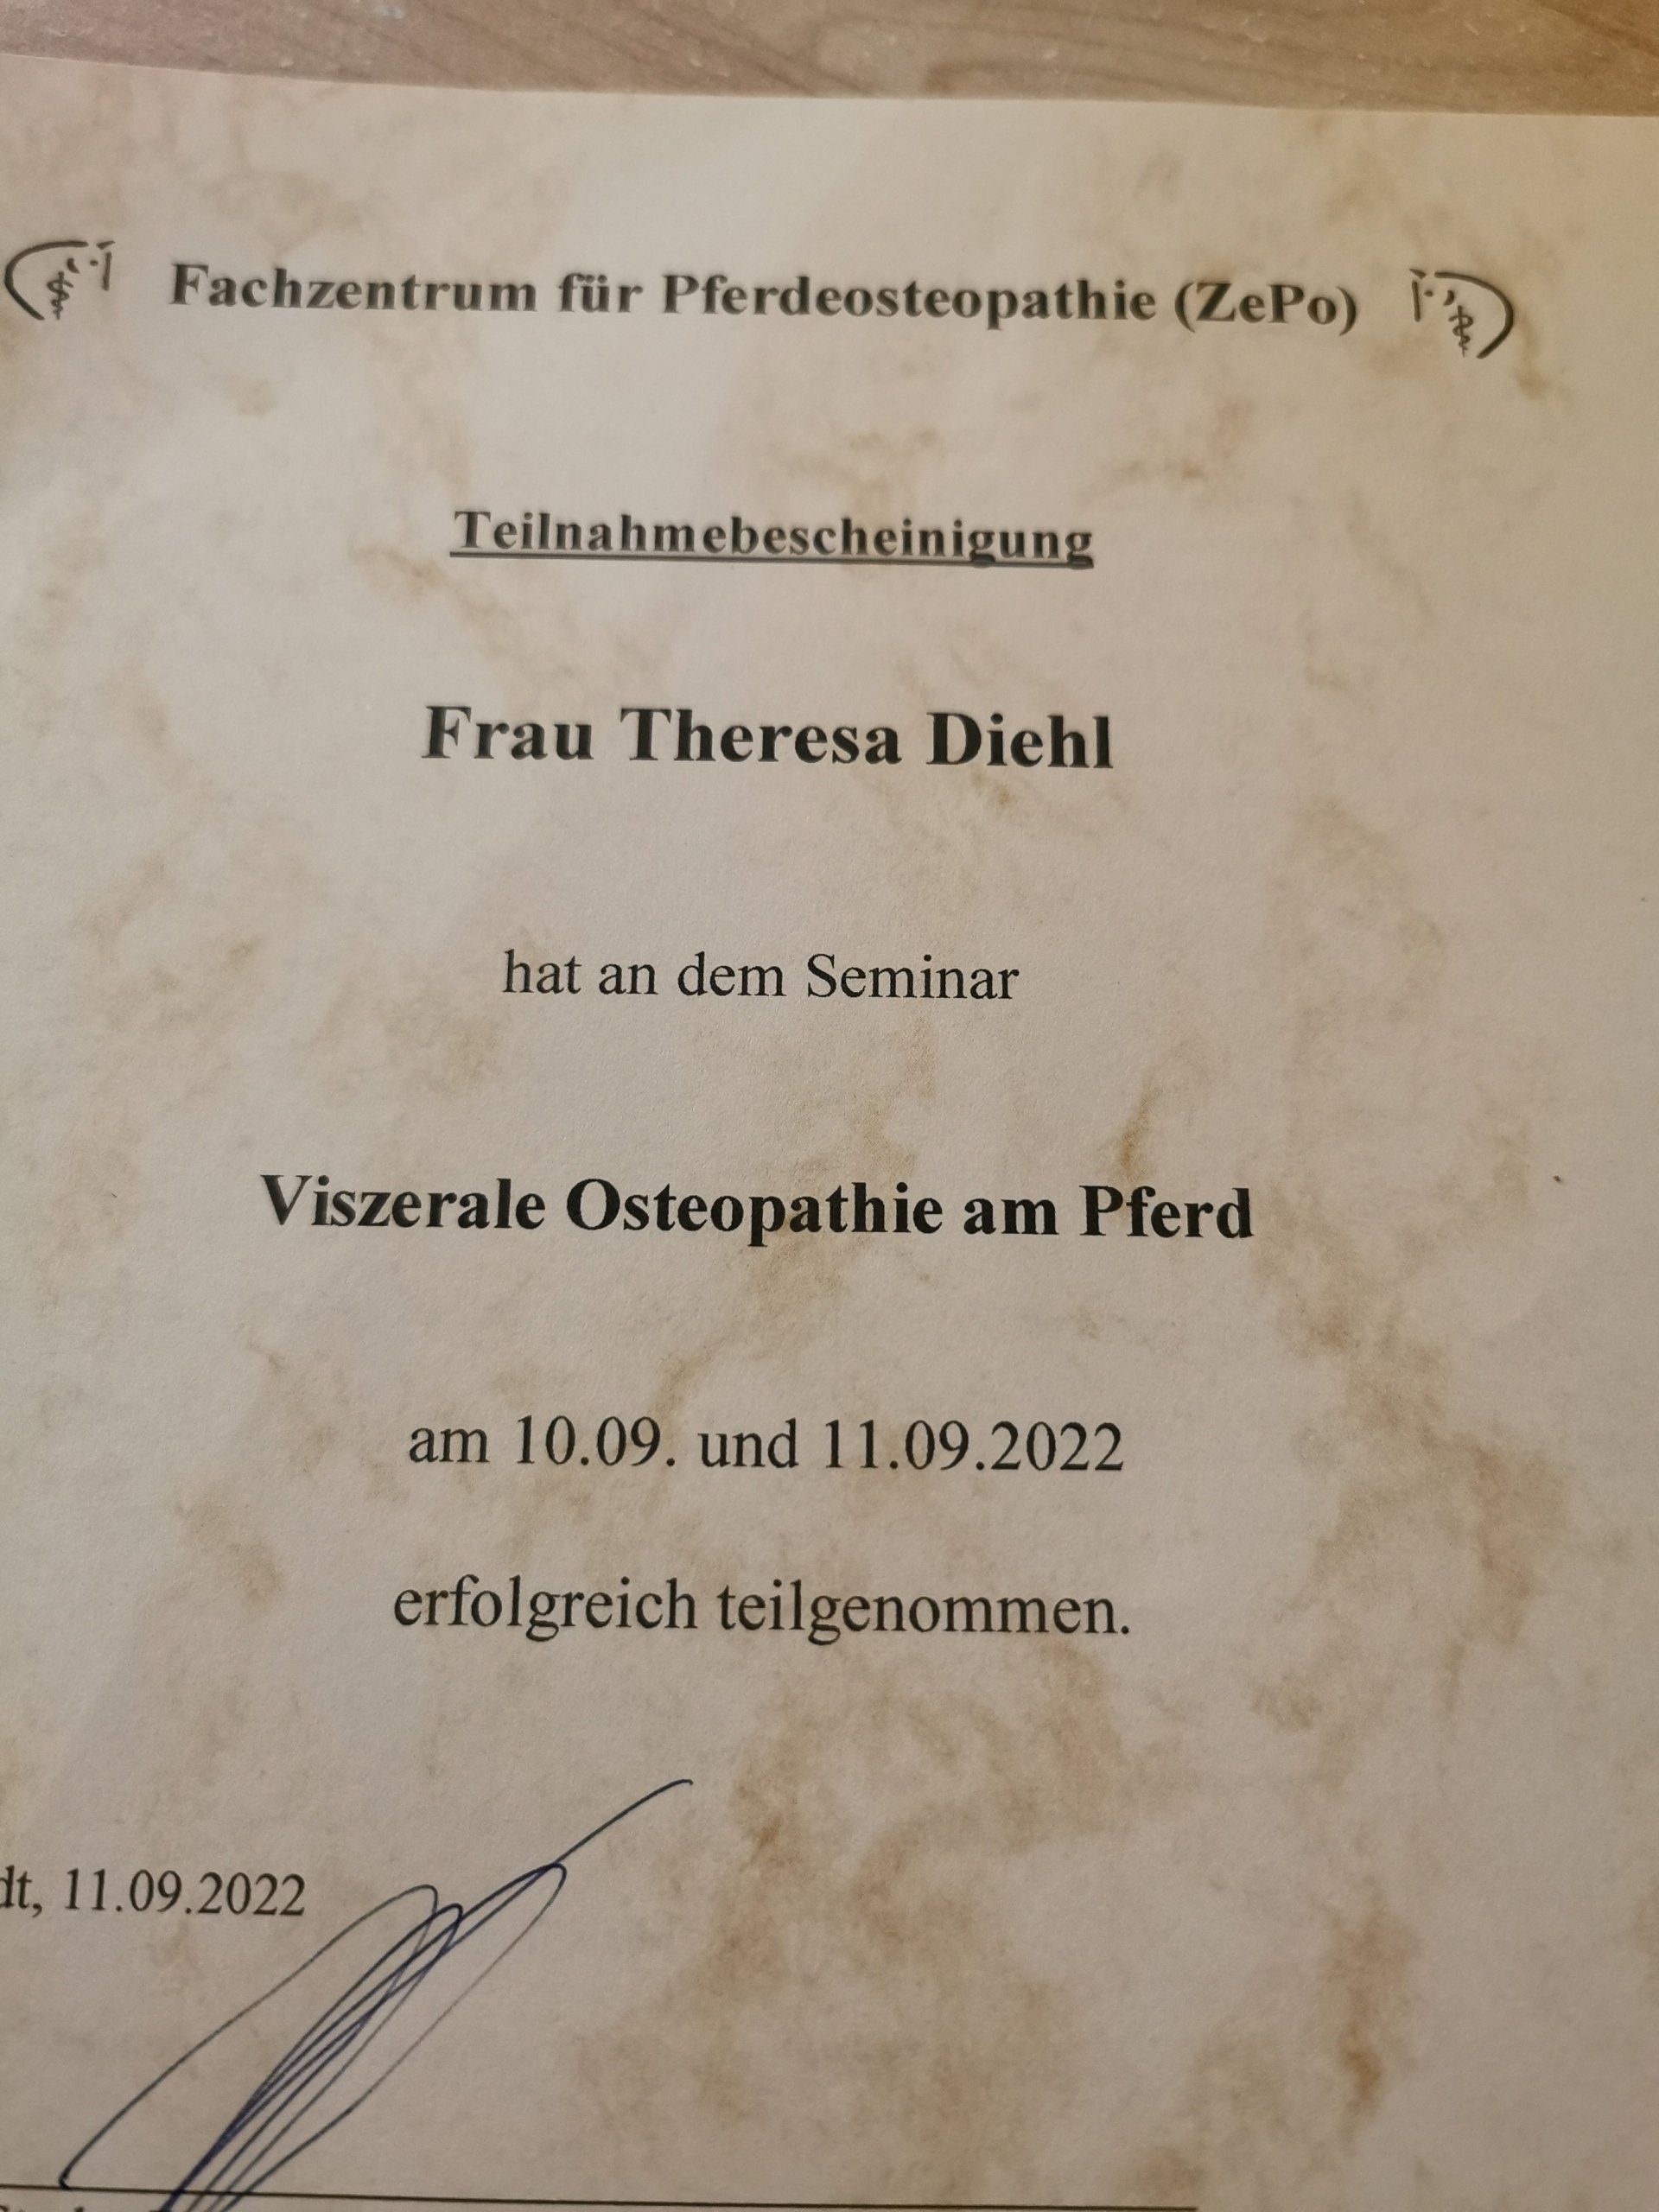 Fachzentrum für Pferdeosteopathie (ZePo)
Teilnahmebescheinigung
Frau Theresa Diehl
hat an dem Seminar
Viszerale Osteopathie am Pferd
am 10.09. und 11.09.2022
erfolgreich teilgenommen.
dt, 11.09.2022